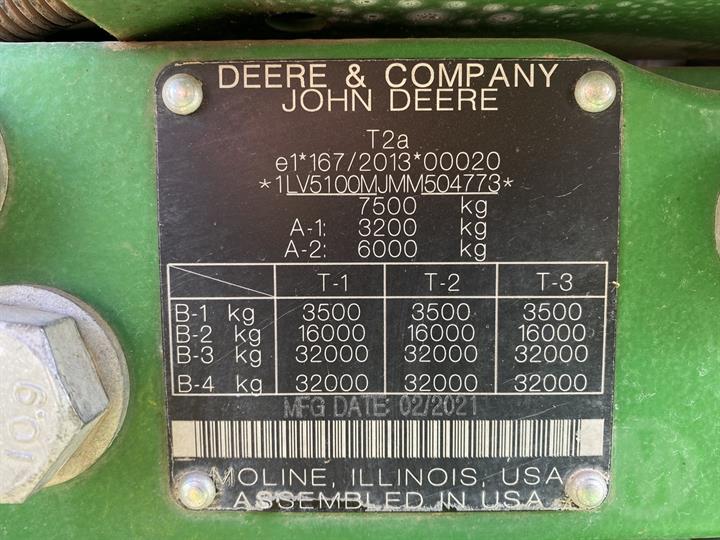 DEERE & COMPANY
JOHN DEERE
T2a
e1*167/2013*00020
*1LV5100MJMM504773*
7500 kg
A-1: 3200 kg
A-2: 6000 kg
T-1 T-2 T-3
B-1 kg 3500 3500 3500
B-2 kg 16000 16000 16000
B-3 kg 32000 32000 32000
B-4 kg 32000 32000 32000
MFG DATE: 02/2021
MOLINE, ILLINOIS, USA
ASSEMBLED IN USA
10.9